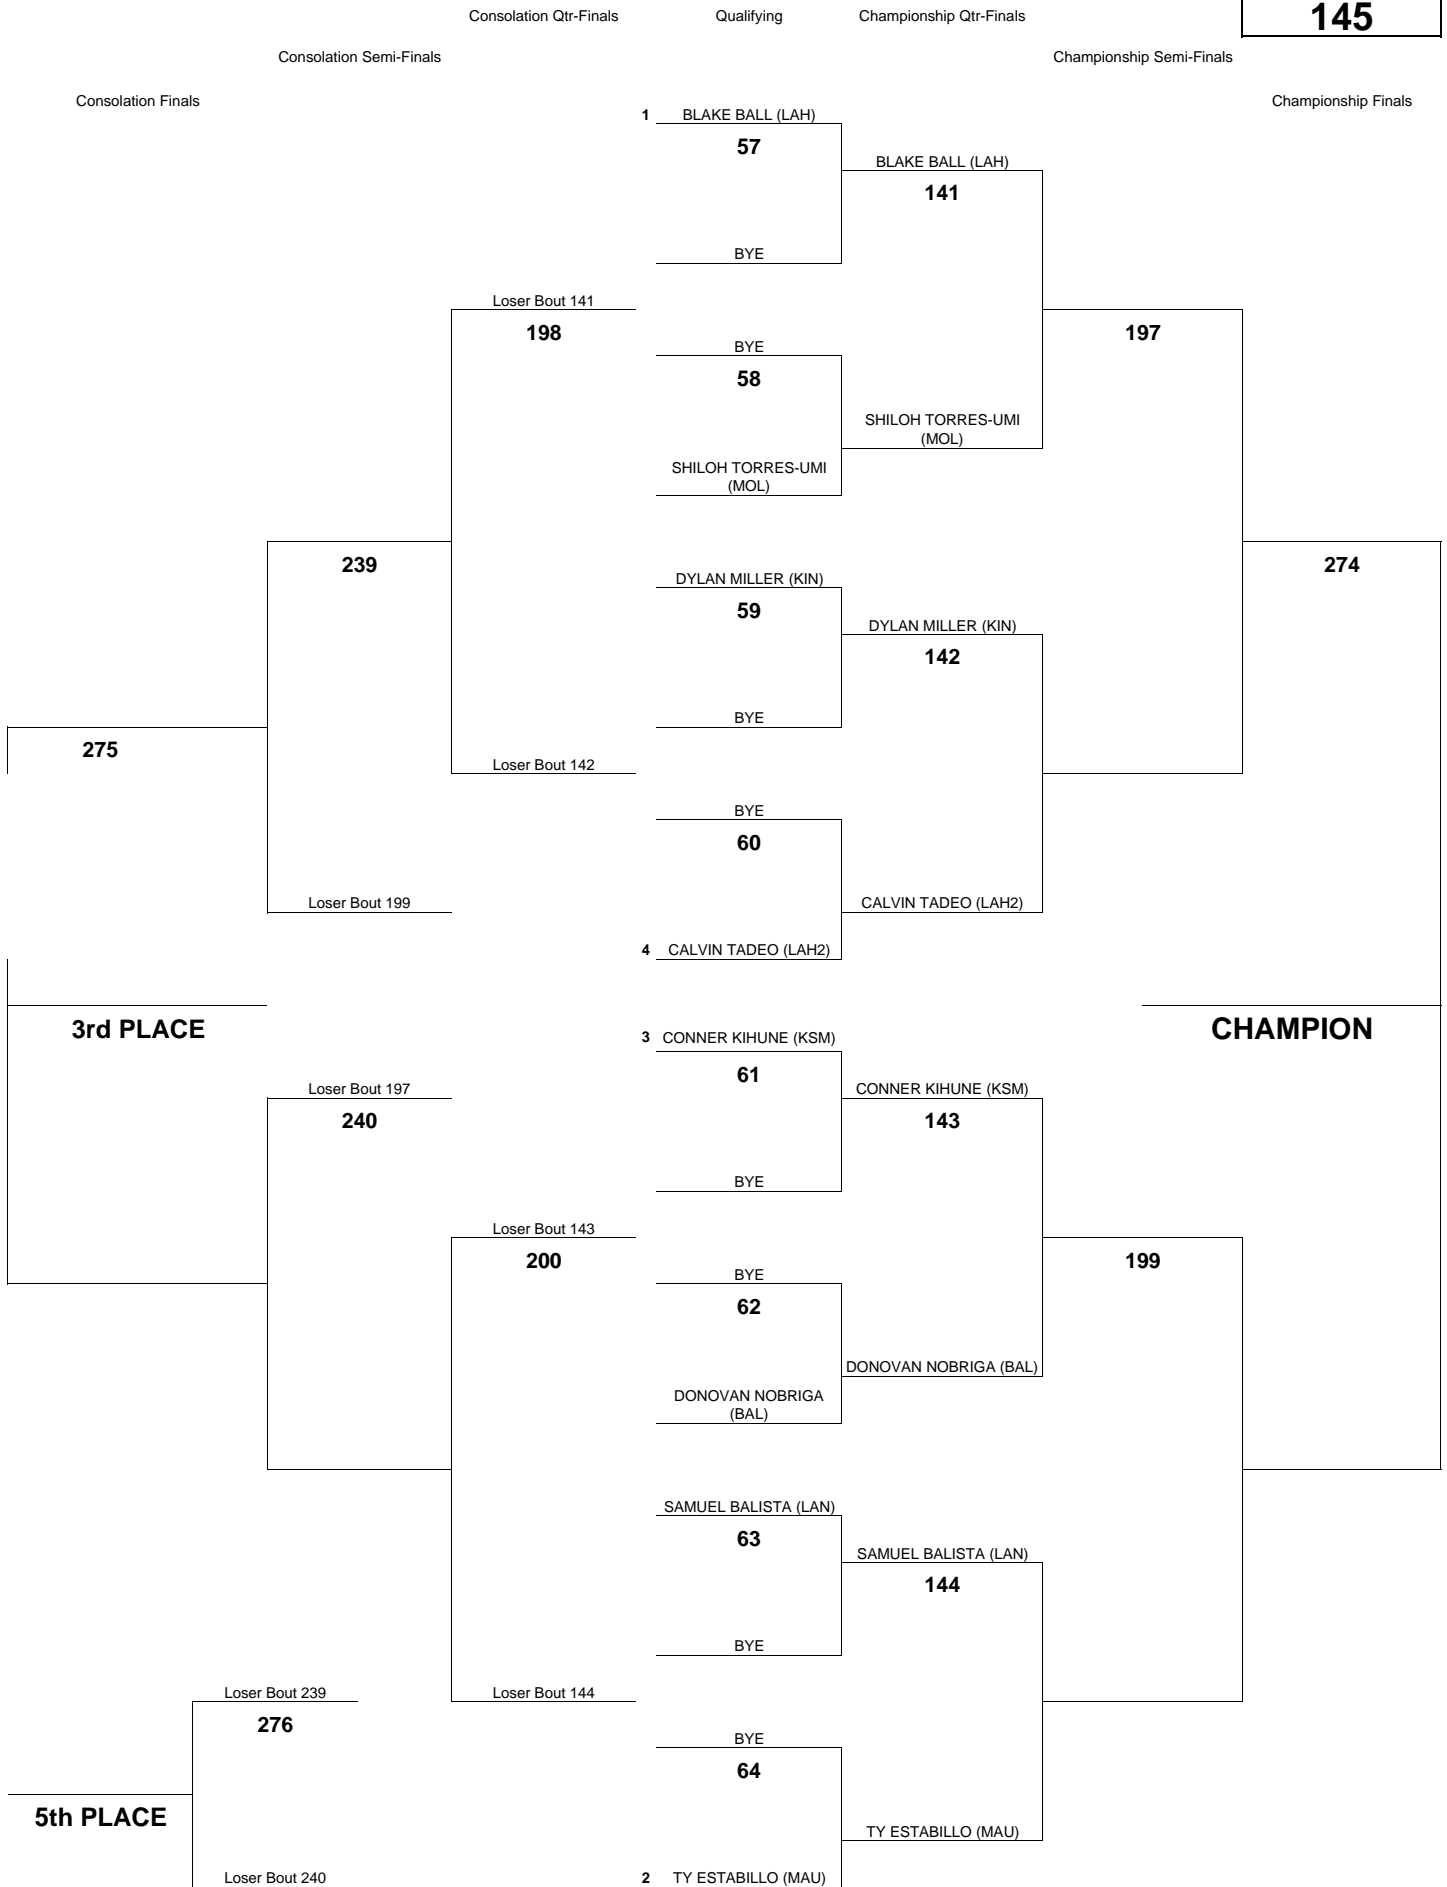 Consolation Qtr-Finals Qualifying Championship Qtr-Finals 145
Consolation Semi-Finals Championship Semi-Finals
Consolation Finals Championship Finals
1 BLAKE BALL (LAH)
57
BLAKE BALL (LAH)
141
BYE
Loser Bout 141
198 197
BYE
58
SHILOH TORRES-UMI
(MOL)
SHILOH TORRES-UMI
(MOL)
239 274
DYLAN MILLER (KIN)
59
DYLAN MILLER (KIN)
142
BYE
275
Loser Bout 142
BYE
60
Loser Bout 199 CALVIN TADEO (LAH2)
4 CALVIN TADEO (LAH2)
3rd PLACE CHAMPION
3 CONNER KIHUNE (KSM)
61
Loser Bout 197 CONNER KIHUNE (KSM)
240 143
BYE
Loser Bout 143
200 199
BYE
62
DONOVAN NOBRIGA (BAL)
DONOVAN NOBRIGA
(BAL)
SAMUEL BALISTA (LAN)
63
SAMUEL BALISTA (LAN)
144
BYE
Loser Bout 239 Loser Bout 144
276
BYE
64
5th PLACE
TY ESTABILLO (MAU)
Loser Bout 240 2 TY ESTABILLO (MAU)